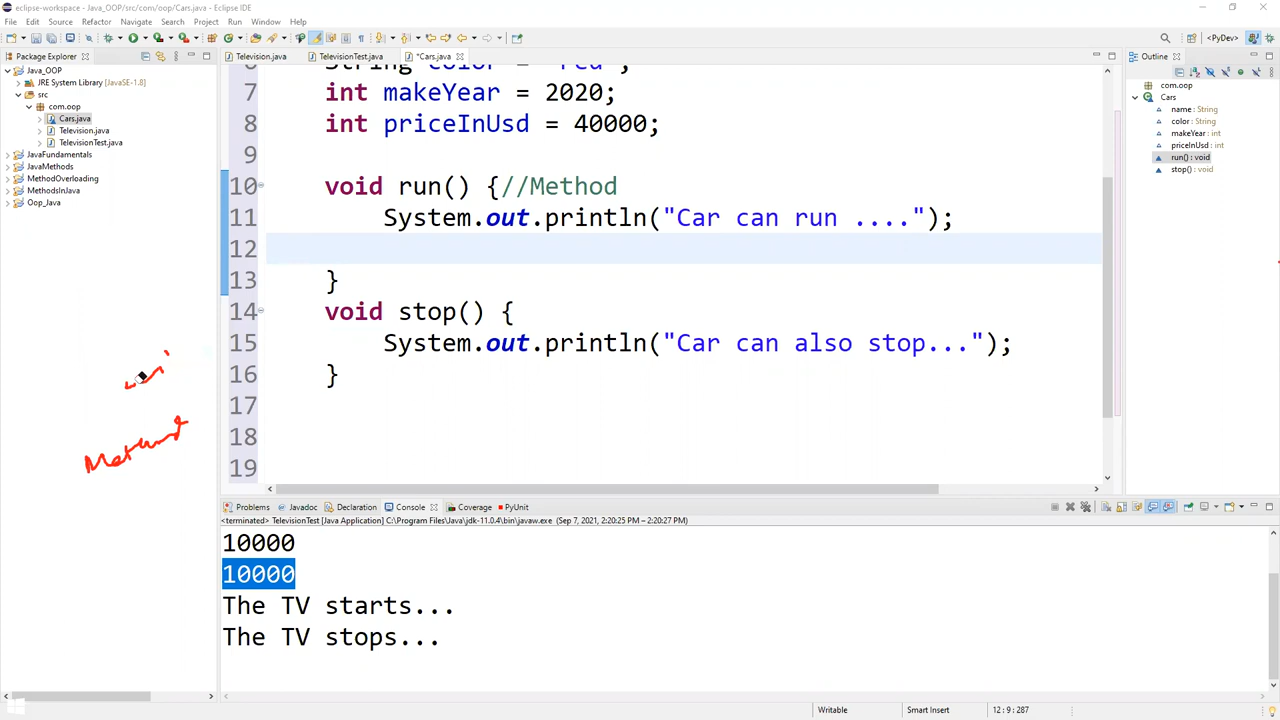 eclipse-workspace - Java_OOP/src/com/oop/Cars.java - Eclipse IDE
File Edit Source Refactor Navigate Search Project Run Window Help
<PyDev>
Package Explorer
Java_OOP
JRE System Library [JavaSE-1.8]
src
com.oop
Cars.java
Television.java
TelevisionTest.java
JavaFundamentals
JavaMethods
MethodOverloading
MethodsInJava
Oop_Java
Method
Television.java TelevisionTest.java *Cars.java
7 int makeYear = 2020;
8 int priceInUsd = 40000;
9
10 void run() {//Method
11 System.out.println("Car can run ....");
12
13 }
14 void stop() {
15 System.out.println("Car can also stop...");
16 }
17
18
19
Outline
com.oop
Cars
name: String
color: String
makeYear: int
priceInUsd: int
run() : void
stop() : void
Problems Javadoc Declaration Console Coverage PyUnit
<terminated> TelevisionTest [Java Application] C:\Program Files\Java\jdk-11.0.4\bin\javaw.exe (Sep 7, 2021, 2:20:25 PM – 2:20:27 PM)
10000
10000
The TV starts...
The TV stops...
Writable Smart Insert 12 : 9 : 287